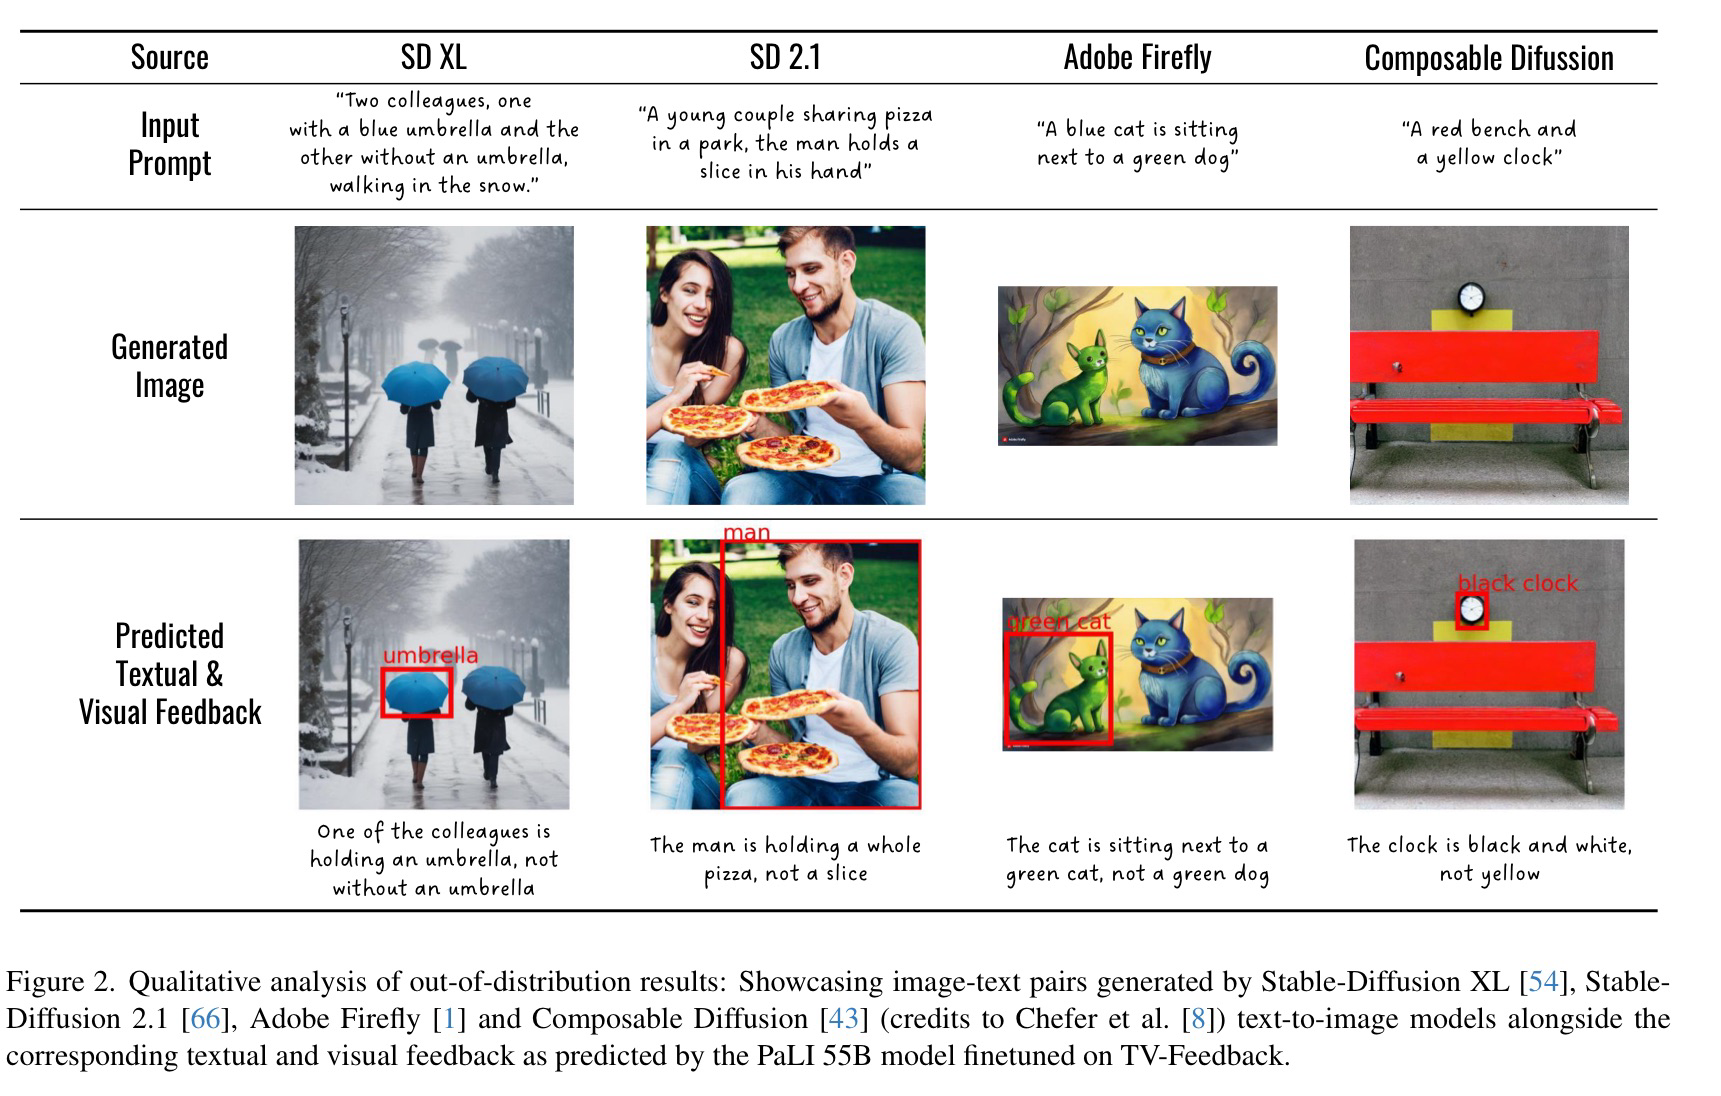 Source SD XL SD 2.1 Adobe Firefly Composable Difussion
Input
Prompt
“Two colleagues, one
with a blue umbrella and the
other without an umbrella,
walking in the snow.”
“A young couple sharing pizza
in a park, the man holds a
slice in his hand”
“A blue cat is sitting
next to a green dog”
“A red bench and
a yellow clock”
Generated
Image
Predicted
Textual &
Visual Feedback
umbrella
man
green cat
black clock
One of the colleagues is
holding an umbrella, not
without an umbrella
The man is holding a whole
pizza, not a slice
The cat is sitting next to a
green cat, not a green dog
The clock is black and white,
not yellow
Figure 2. Qualitative analysis of out-of-distribution results: Showcasing image-text pairs generated by Stable-Diffusion XL [54], Stable-
Diffusion 2.1 [66], Adobe Firefly [1] and Composable Diffusion [43] (credits to Chefer et al. [8]) text-to-image models alongside the
corresponding textual and visual feedback as predicted by the PaLI 55B model finetuned on TV-Feedback.